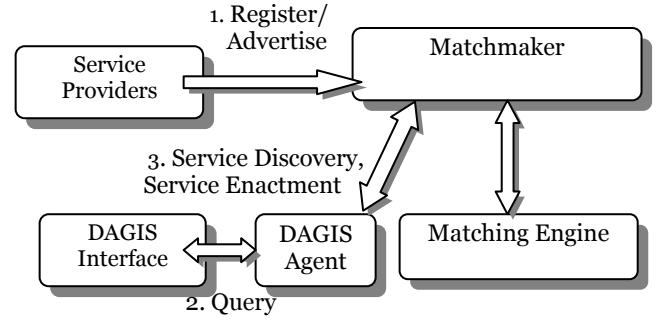 1. Register/
Advertise
Matchmaker
Service
Providers
3. Service Discovery,
Service Enactment
DAGIS
Interface
DAGIS
Agent
Matching Engine
2. Query